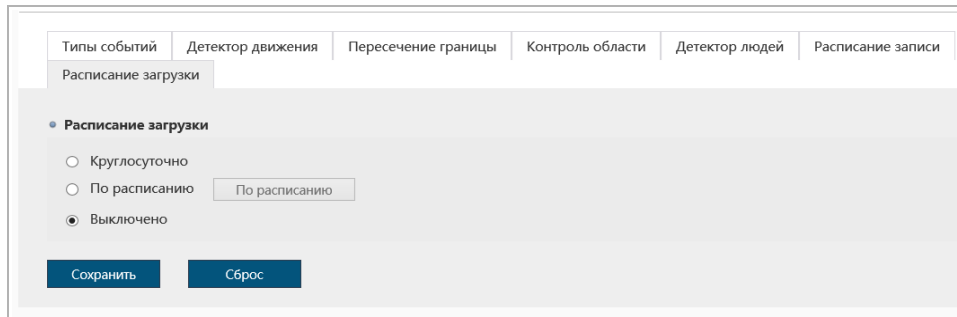 Типы событий Детектор движения Пересечение границы Контроль области Детектор людей Расписание записи
Расписание загрузки
Расписание загрузки
Круглосуточно
По расписанию По расписанию
Выключено
Сохранить Сброс